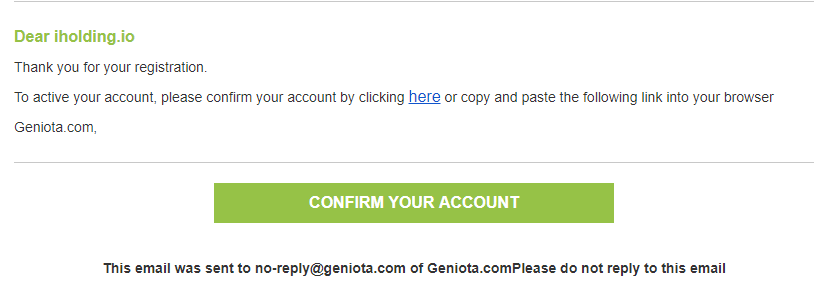 Dear iholding.io
Thank you for your registration.
To active your account, please confirm your account by clicking here or copy and paste the following link into your browser
Geniota.com,
CONFIRM YOUR ACCOUNT
This email was sent to no-reply@geniota.com of Geniota.comPlease do not reply to this email